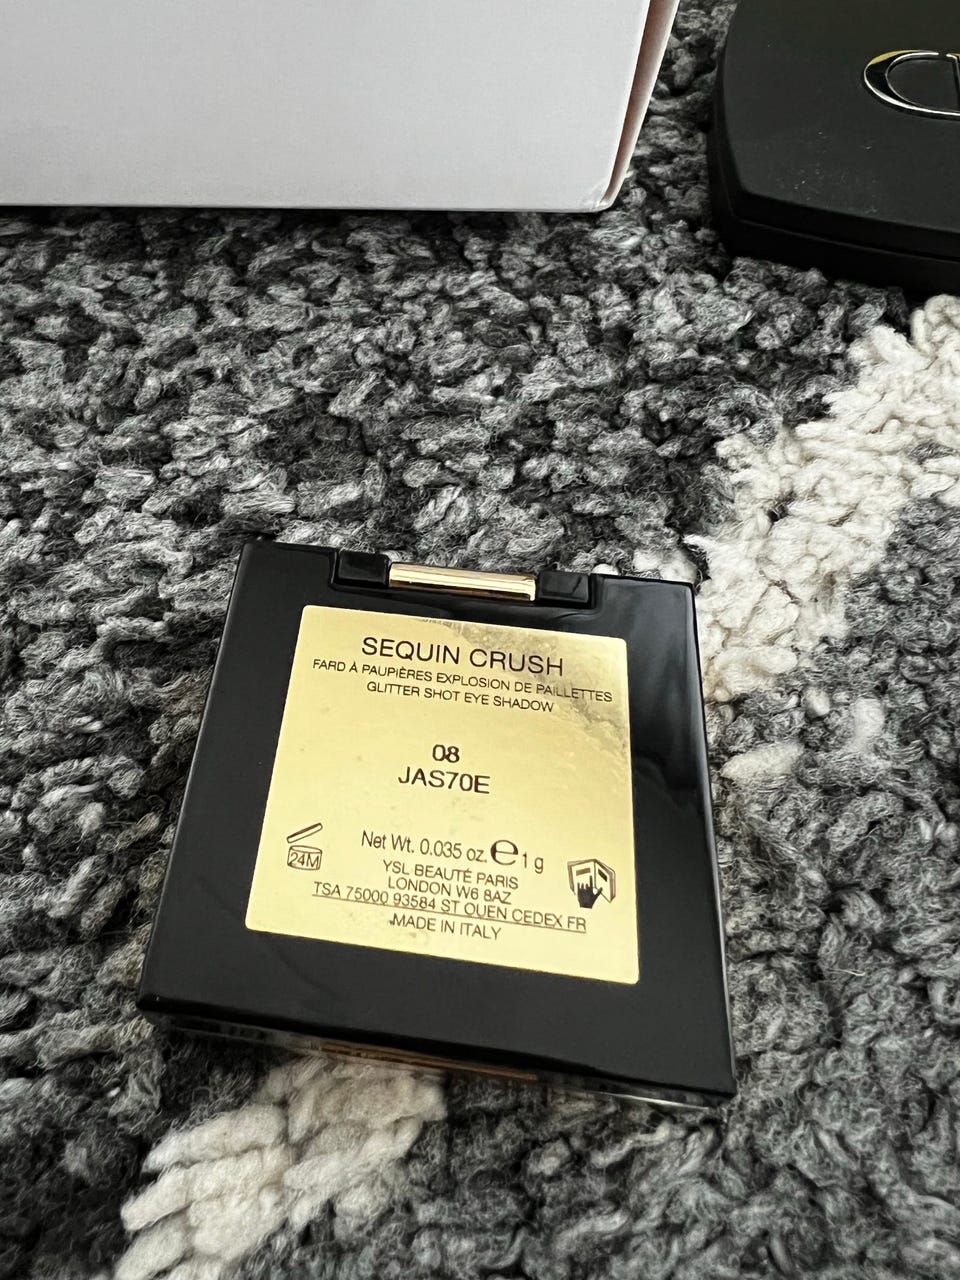 SEQUIN CRUSH
FARD À PAUPIÈRES EXPLOSION DE PAILLETTES
GLITTER SHOT EYE SHADOW
08
JAS70E
Net Wt. 0.035 oz. ℮ 1 g
24M
YSL BEAUTÉ PARIS
LONDON W6 8AZ
TSA 75000 93584 ST OUEN CEDEX FR
MADE IN ITALY